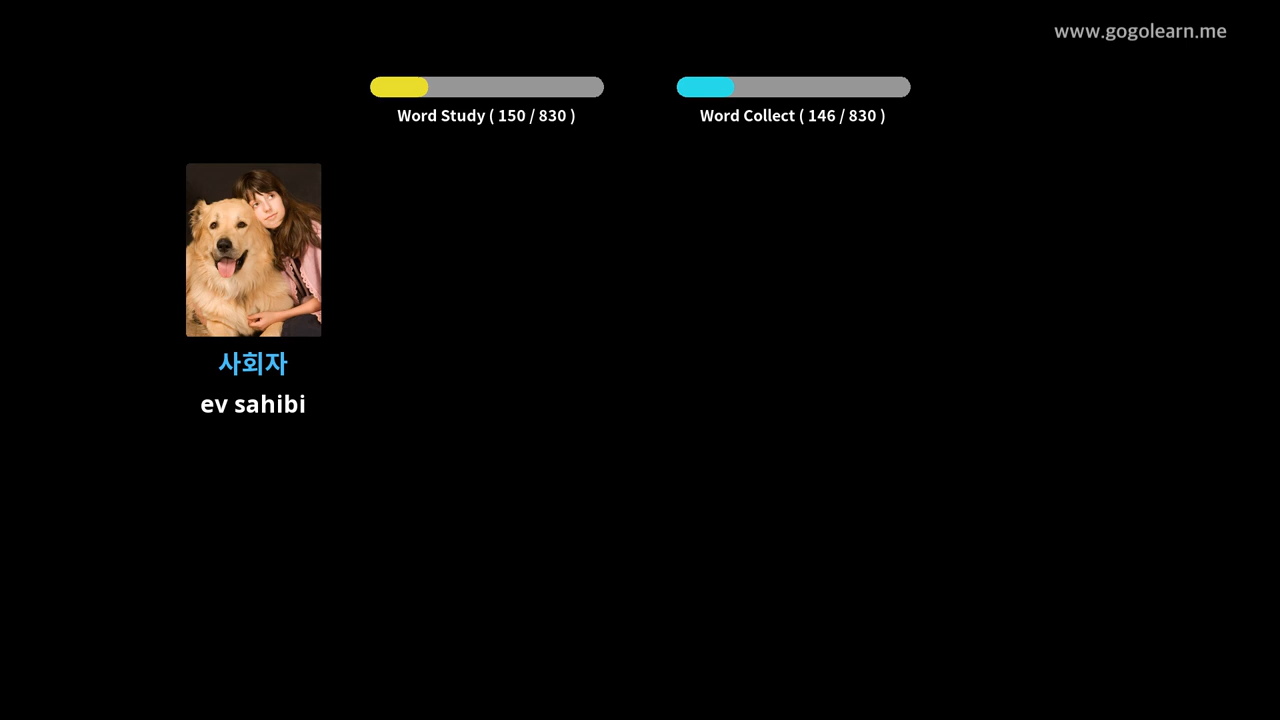 www.gogolearn.me
Word Study ( 150 / 830 )
Word Collect ( 146 / 830 )
사회자
ev sahibi